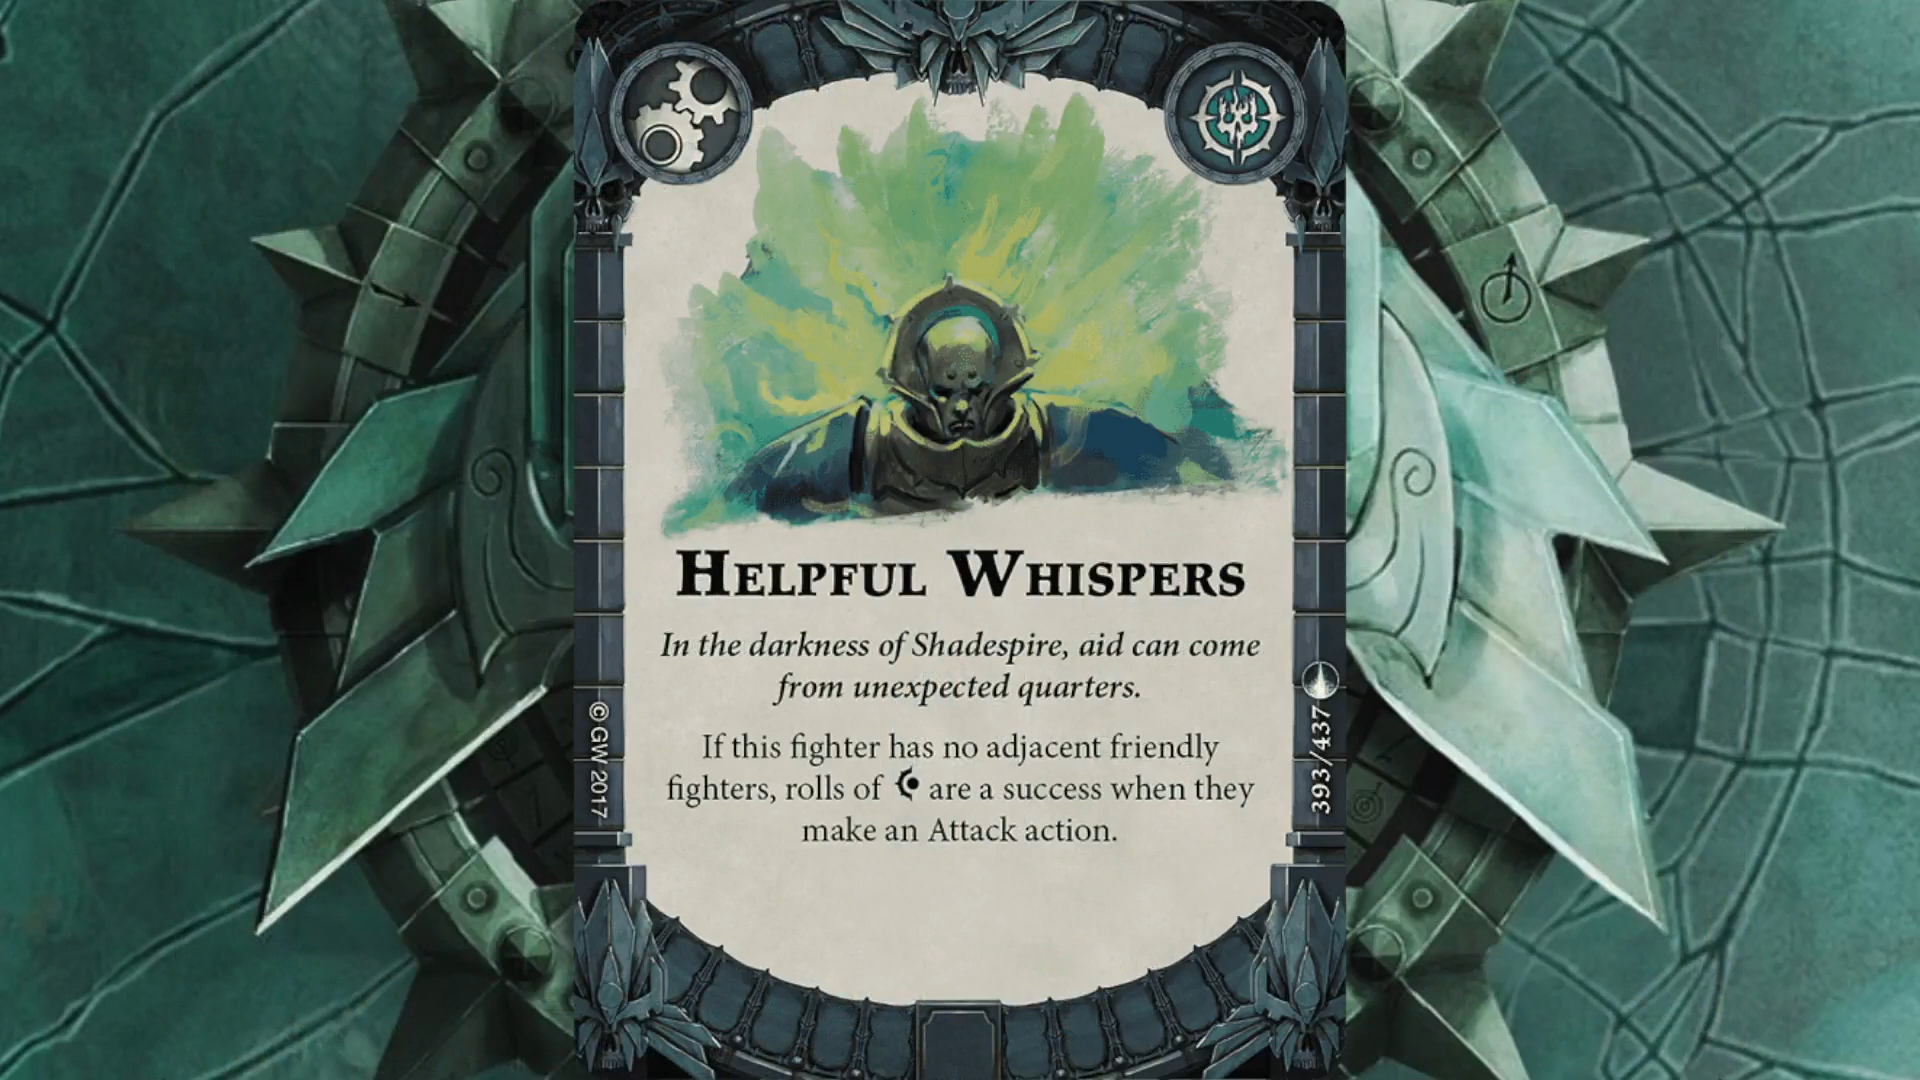 Helpful Whispers
In the darkness of Shadespire, aid can come
from unexpected quarters.
If this fighter has no adjacent friendly
fighters, rolls of are a success when they
make an Attack action.
© GW 2017
393/437